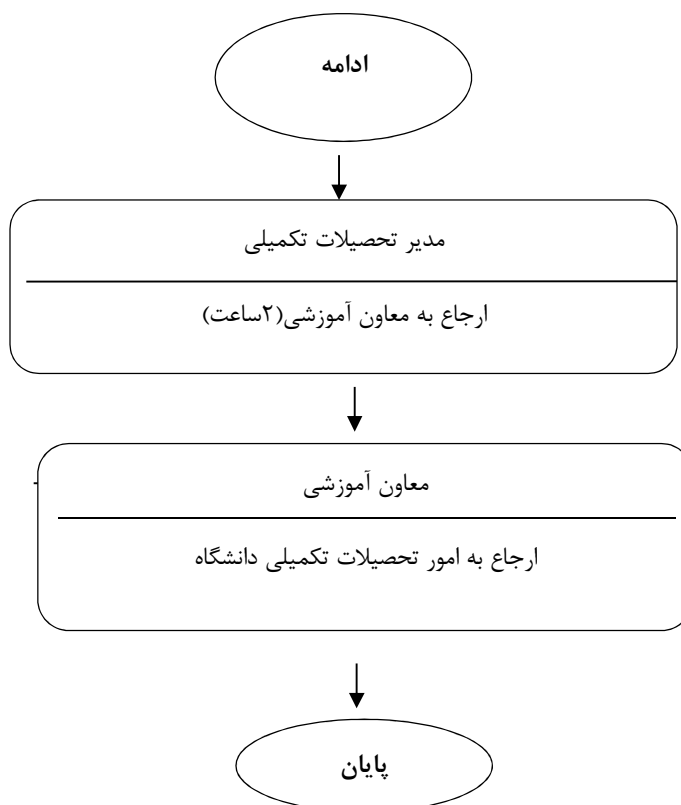 ادامه
مدیر تحصیلات تکمیلی
ارجاع به معاون آموزشی(۲ساعت)
معاون آموزشی
ارجاع به امور تحصیلات تکمیلی دانشگاه
پایان